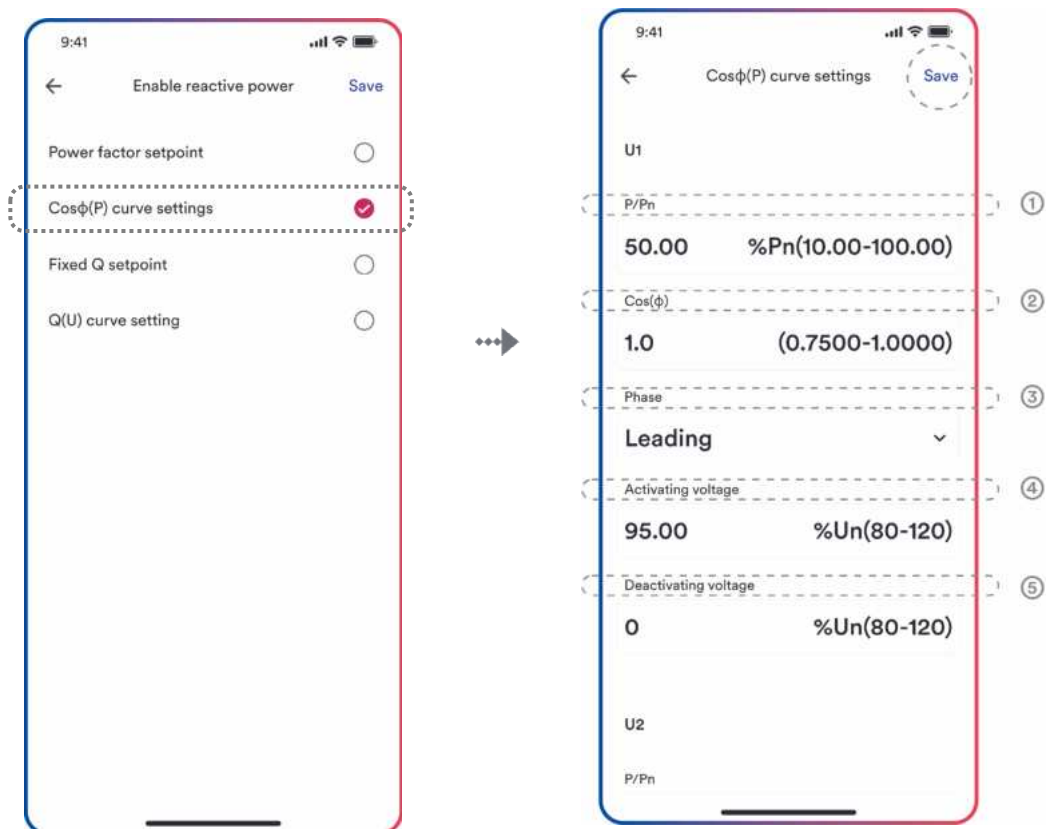 9:41
Enable reactive power Save
Power factor setpoint
Cosϕ(P) curve settings
Fixed Q setpoint
Q(U) curve setting
9:41
Cosϕ(P) curve settings Save
U1
P/Pn ①
50.00 %Pn(10.00-100.00)
Cos(ϕ) ②
1.0 (0.7500-1.0000)
Phase ③
Leading
Activating voltage ④
95.00 %Un(80-120)
Deactivating voltage ⑤
0 %Un(80-120)
U2
P/Pn